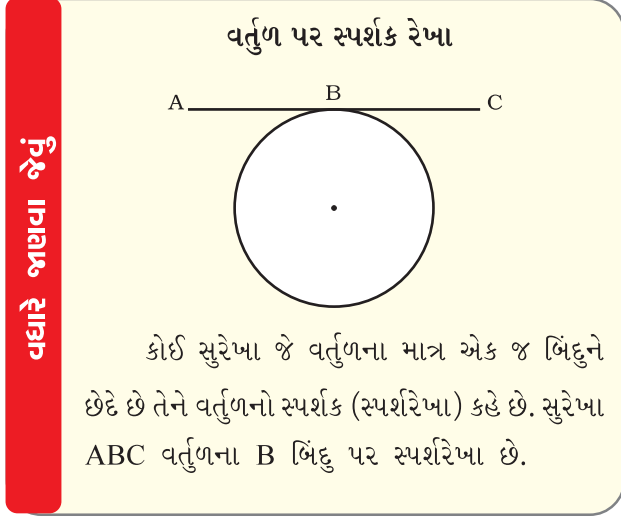 વર્તુળ પર સ્પર્શક રેખા
A B C
વધારે જાણવા જેવું
કોઈ સુરેખા જે વર્તુળના માત્ર એક જ બિંદુને
છેદે છે તેને વર્તુળનો સ્પર્શક (સ્પર્શરેખા) કહે છે. સુરેખા
ABC વર્તુળના B બિંદુ પર સ્પર્શરેખા છે.